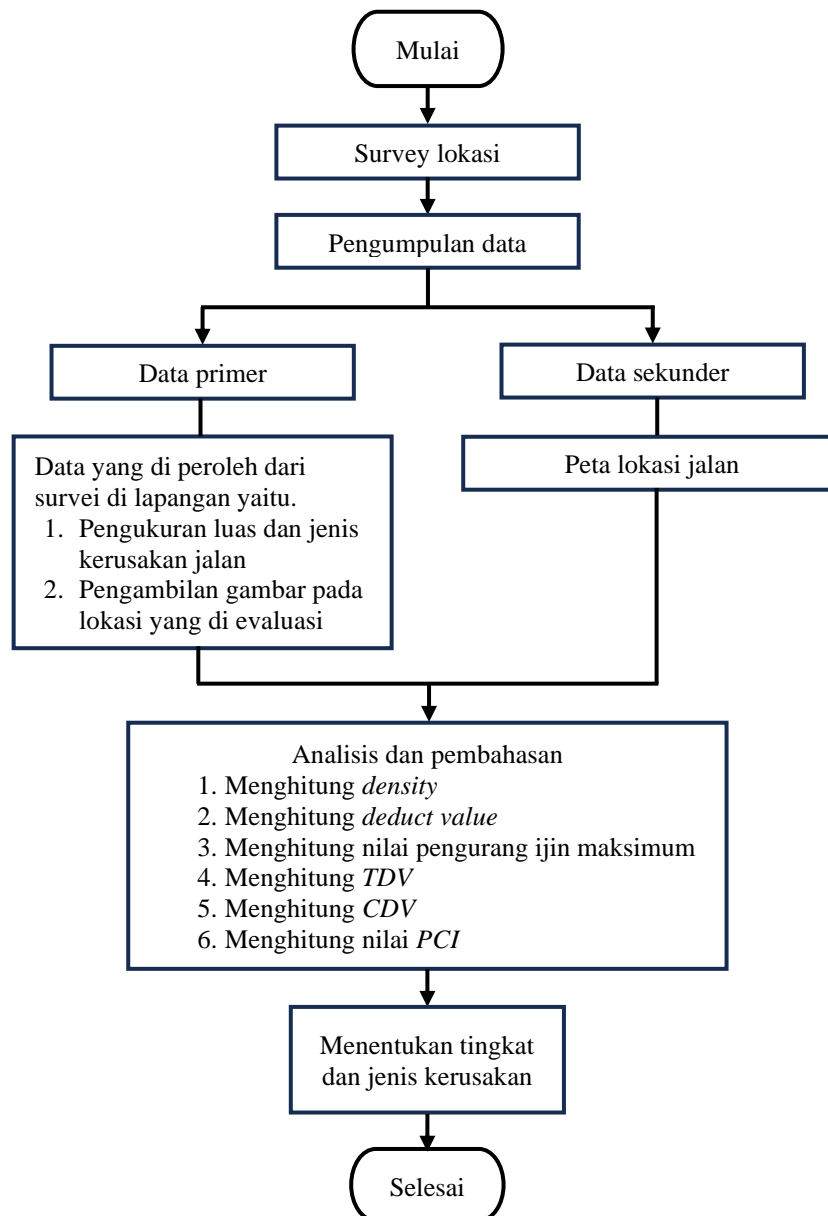 Mulai
Survey lokasi
Pengumpulan data
Data primer
Data sekunder
Data yang di peroleh dari
survei di lapangan yaitu.
1. Pengukuran luas dan jenis
kerusakan jalan
2. Pengambilan gambar pada
lokasi yang di evaluasi
Peta lokasi jalan
Analisis dan pembahasan
1. Menghitung density
2. Menghitung deduct value
3. Menghitung nilai pengurang ijin maksimum
4. Menghitung TDV
5. Menghitung CDV
6. Menghitung nilai PCI
Menentukan tingkat
dan jenis kerusakan
Selesai